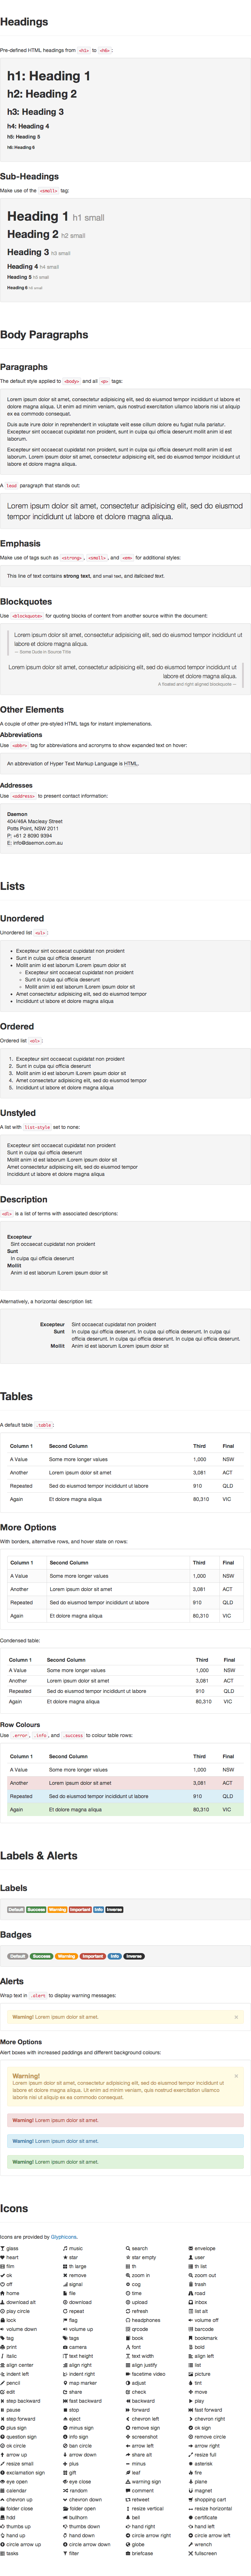 Headings
Pre-defined HTML headings from <h1> to <h6>:
h1: Heading 1
h2: Heading 2
h3: Heading 3
h4: Heading 4
h5: Heading 5
h6: Heading 6
Sub-Headings
Make use of the <small> tag:
Heading 1 h1 small
Heading 2 h2 small
Heading 3 h3 small
Heading 4 h4 small
Heading 5 h5 small
Heading 6 h6 small
Body Paragraphs
Paragraphs
The default style applied to <body> and all <p> tags:
Lorem ipsum dolor sit amet, consectetur adipisicing elit, sed do eiusmod tempor incididunt ut labore et
dolore magna aliqua. Ut enim ad minim veniam, quis nostrud exercitation ullamco laboris nisi ut aliquip
ex ea commodo consequat.
Duis aute irure dolor in reprehenderit in voluptate velit esse cillum dolore eu fugiat nulla pariatur.
Excepteur sint occaecat cupidatat non proident, sunt in culpa qui officia deserunt mollit anim id est
laborum.
Excepteur sint occaecat cupidatat non proident, sunt in culpa qui officia deserunt mollit anim id est
laborum. Lorem ipsum dolor sit amet, consectetur adipisicing elit, sed do eiusmod tempor incididunt ut
labore et dolore magna aliqua.
A lead paragraph that stands out:
Lorem ipsum dolor sit amet, consectetur adipisicing elit, sed do eiusmod
tempor incididunt ut labore et dolore magna aliqua.
Emphasis
Make use of tags such as <strong>, <small>, and <em> for additional styles:
This line of text contains strong text, and small text, and italicised text.
Blockquotes
Use <blockquote> for quoting blocks of content from another source within the document:
Lorem ipsum dolor sit amet, consectetur adipisicing elit, sed do eiusmod tempor incididunt ut
labore et dolore magna aliqua.
— Some Dude in Source Title
Lorem ipsum dolor sit amet, consectetur adipisicing elit, sed do eiusmod tempor incididunt ut
labore et dolore magna aliqua.
A floated and right aligned blockquote —
Other Elements
A couple of other pre-styled HTML tags for instant implementations.
Abbreviations
Use <abbr> tag for abbreviations and acronyms to show expanded text on hover:
An abbreviation of Hyper Text Markup Language is HTML.
Addresses
Use <address> to present contact information:
Daemon
404/46A Macleay Street
Potts Point, NSW 2011
P: +61 2 8090 9394
E: info@daemon.com.au
Lists
Unordered
Unordered list <ul>:
Excepteur sint occaecat cupidatat non proident
Sunt in culpa qui officia deserunt
Mollit anim id est laborum lLorem ipsum dolor sit
Excepteur sint occaecat cupidatat non proident
Sunt in culpa qui officia deserunt
Mollit anim id est laborum lLorem ipsum dolor sit
Amet consectetur adipisicing elit, sed do eiusmod tempor
Incididunt ut labore et dolore magna aliqua
Ordered
Ordered list <ol>:
1. Excepteur sint occaecat cupidatat non proident
2. Sunt in culpa qui officia deserunt
3. Mollit anim id est laborum lLorem ipsum dolor sit
4. Amet consectetur adipisicing elit, sed do eiusmod tempor
5. Incididunt ut labore et dolore magna aliqua
Unstyled
A list with list-style set to none:
Excepteur sint occaecat cupidatat non proident
Sunt in culpa qui officia deserunt
Mollit anim id est laborum lLorem ipsum dolor sit
Amet consectetur adipisicing elit, sed do eiusmod tempor
Incididunt ut labore et dolore magna aliqua
Description
<dl> is a list of terms with associated descriptions:
Excepteur
Sint occaecat cupidatat non proident
Sunt
In culpa qui officia deserunt
Mollit
Anim id est laborum lLorem ipsum dolor sit
Alternatively, a horizontal description list:
Excepteur Sint occaecat cupidatat non proident
Sunt In culpa qui officia deserunt. In culpa qui officia deserunt. In culpa qui
officia deserunt. In culpa qui officia deserunt. In culpa qui officia deserunt.
Mollit Anim id est laborum lLorem ipsum dolor sit
Tables
A default table .table:
Column 1 Second Column Third Final
A Value Some more longer values 1,000 NSW
Another Lorem ipsum dolor sit amet 3,081 ACT
Repeated Sed do eiusmod tempor incididunt ut labore 910 QLD
Again Et dolore magna aliqua 80,310 VIC
More Options
With borders, alternative rows, and hover state on rows:
Column 1 Second Column Third Final
A Value Some more longer values 1,000 NSW
Another Lorem ipsum dolor sit amet 3,081 ACT
Repeated Sed do eiusmod tempor incididunt ut labore 910 QLD
Again Et dolore magna aliqua 80,310 VIC
Condensed table:
Column 1 Second Column Third Final
A Value Some more longer values 1,000 NSW
Another Lorem ipsum dolor sit amet 3,081 ACT
Repeated Sed do eiusmod tempor incididunt ut labore 910 QLD
Again Et dolore magna aliqua 80,310 VIC
Row Colours
Use .error, .info, and .success to colour table rows:
Column 1 Second Column Third Final
A Value Some more longer values 1,000 NSW
Another Lorem ipsum dolor sit amet 3,081 ACT
Repeated Sed do eiusmod tempor incididunt ut labore 910 QLD
Again Et dolore magna aliqua 80,310 VIC
Labels & Alerts
Labels
Default Success Warning Important Info Inverse
Badges
Default Success Warning Important Info Inverse
Alerts
Wrap text in .alert to display warning messages:
Warning! Lorem ipsum dolor sit amet. ×
More Options
Alert boxes with increased paddings and different background colours:
Warning! ×
Lorem ipsum dolor sit amet, consectetur adipisicing elit, sed do eiusmod tempor incididunt ut
labore et dolore magna aliqua. Ut enim ad minim veniam, quis nostrud exercitation ullamco
laboris nisi ut aliquip ex ea commodo consequat.
Warning! Lorem ipsum dolor sit amet.
Warning! Lorem ipsum dolor sit amet.
Warning! Lorem ipsum dolor sit amet.
Icons
Icons are provided by Glyphicons.
glass music search envelope
heart star star empty user
film th large th th list
ok remove zoom in zoom out
off signal cog trash
home file time road
download alt download upload inbox
play circle repeat refresh list alt
lock flag headphones volume off
volume down volume up qrcode barcode
tag tags book bookmark
print camera font bold
italic text height text width align left
align center align right align justify list
indent left indent right facetime video picture
pencil map marker adjust tint
edit share check move
step backward fast backward backward play
pause stop forward fast forward
step forward eject chevron left chevron right
plus sign minus sign remove sign ok sign
question sign info sign screenshot remove circle
ok circle ban circle arrow left arrow right
arrow up arrow down share alt resize full
resize small plus minus asterisk
exclamation sign gift leaf fire
eye open eye close warning sign plane
calendar random comment magnet
chevron up chevron down retweet shopping cart
folder close folder open resize vertical resize horizontal
hdd bullhorn bell certificate
thumbs up thumbs down hand right hand left
hand up hand down circle arrow right circle arrow left
circle arrow up circle arrow down globe wrench
tasks filter briefcase fullscreen